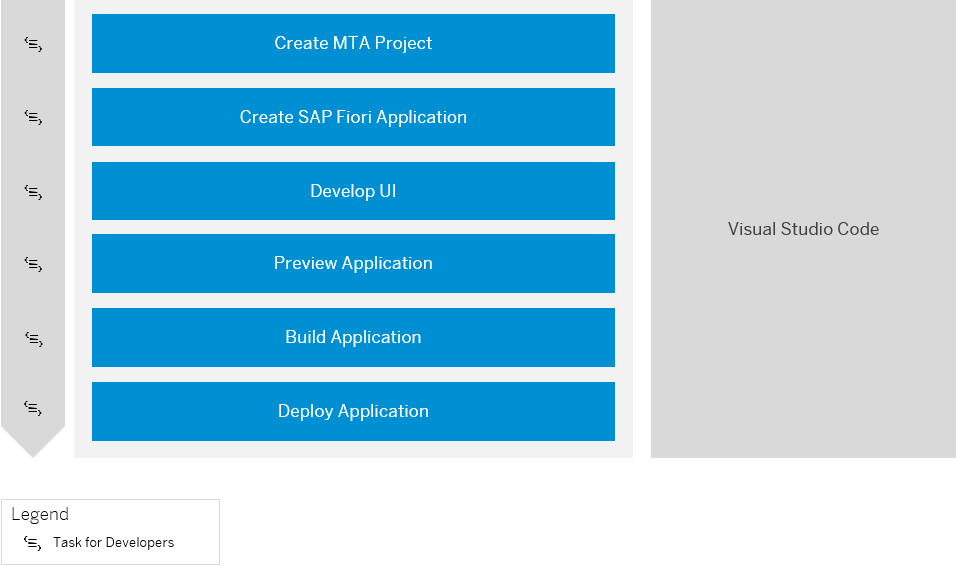 Create MTA Project
Create SAP Fiori Application
Develop UI
Preview Application
Build Application
Deploy Application
Visual Studio Code
Legend
Task for Developers